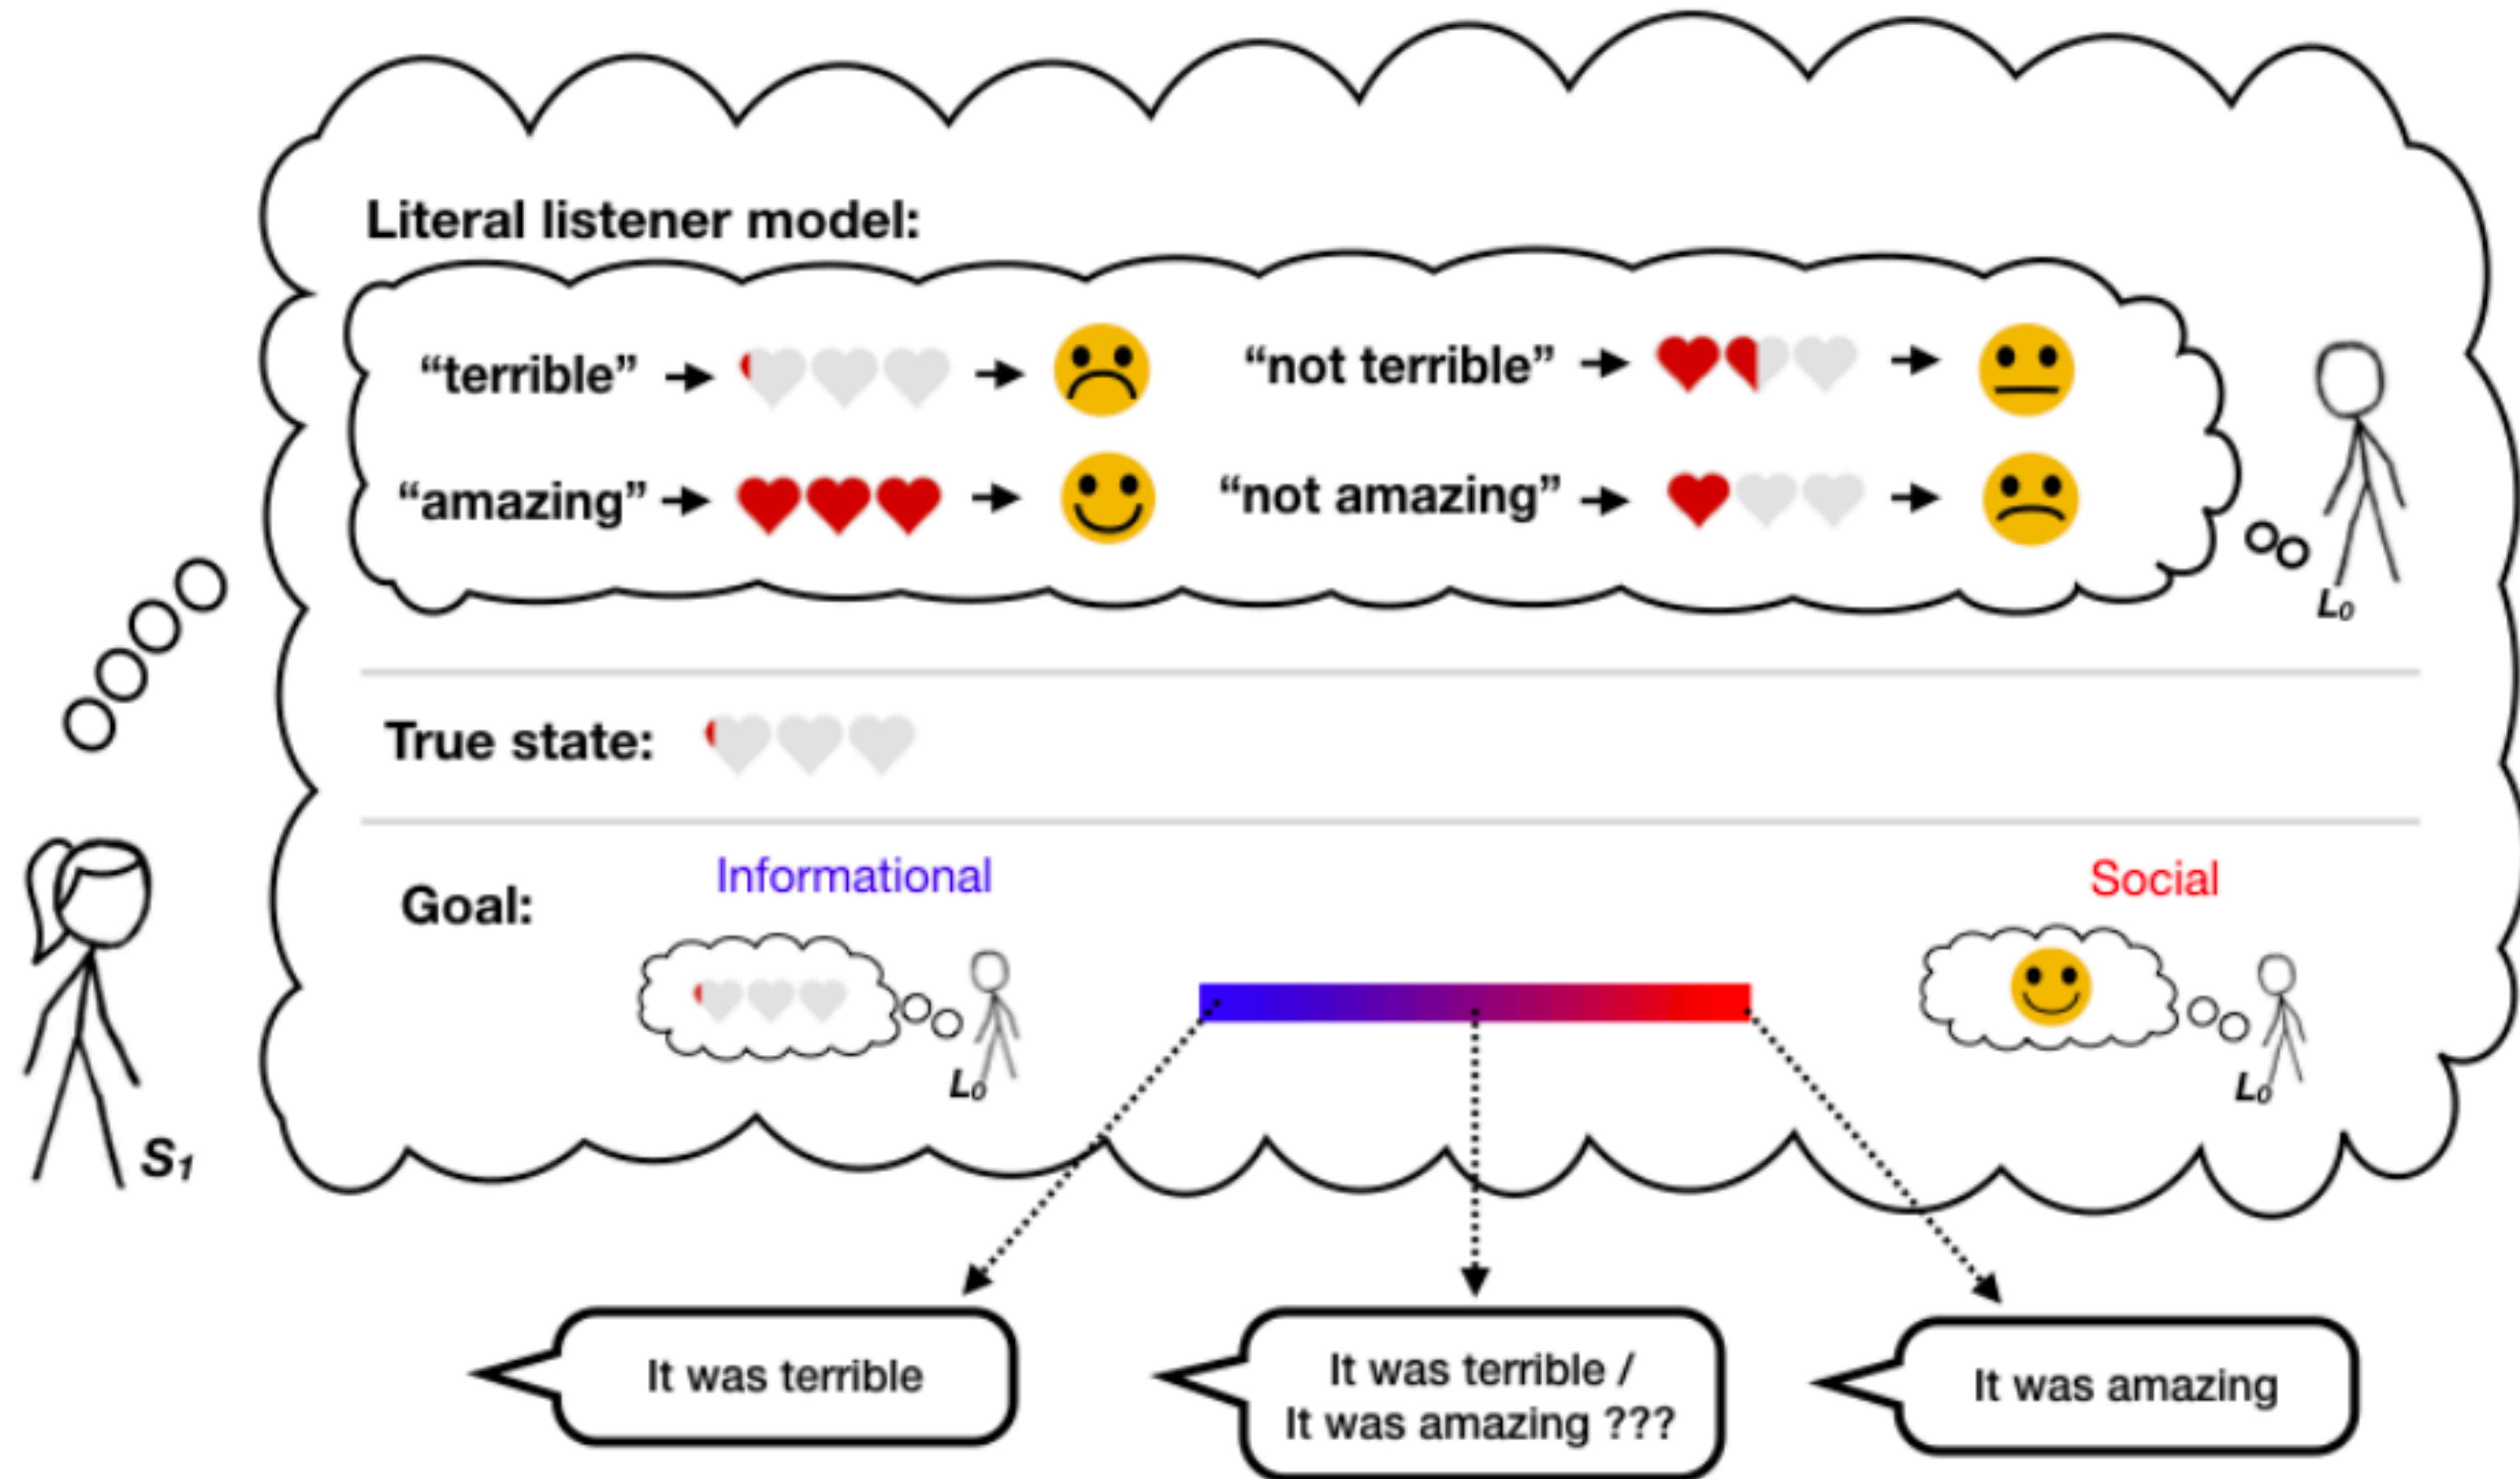 Literal listener model:
“terrible”
“not terrible”
“amazing”
“not amazing”
L0
True state:
Goal:
Informational
Social
L0
L0
S1
It was terrible
It was terrible /
It was amazing ???
It was amazing